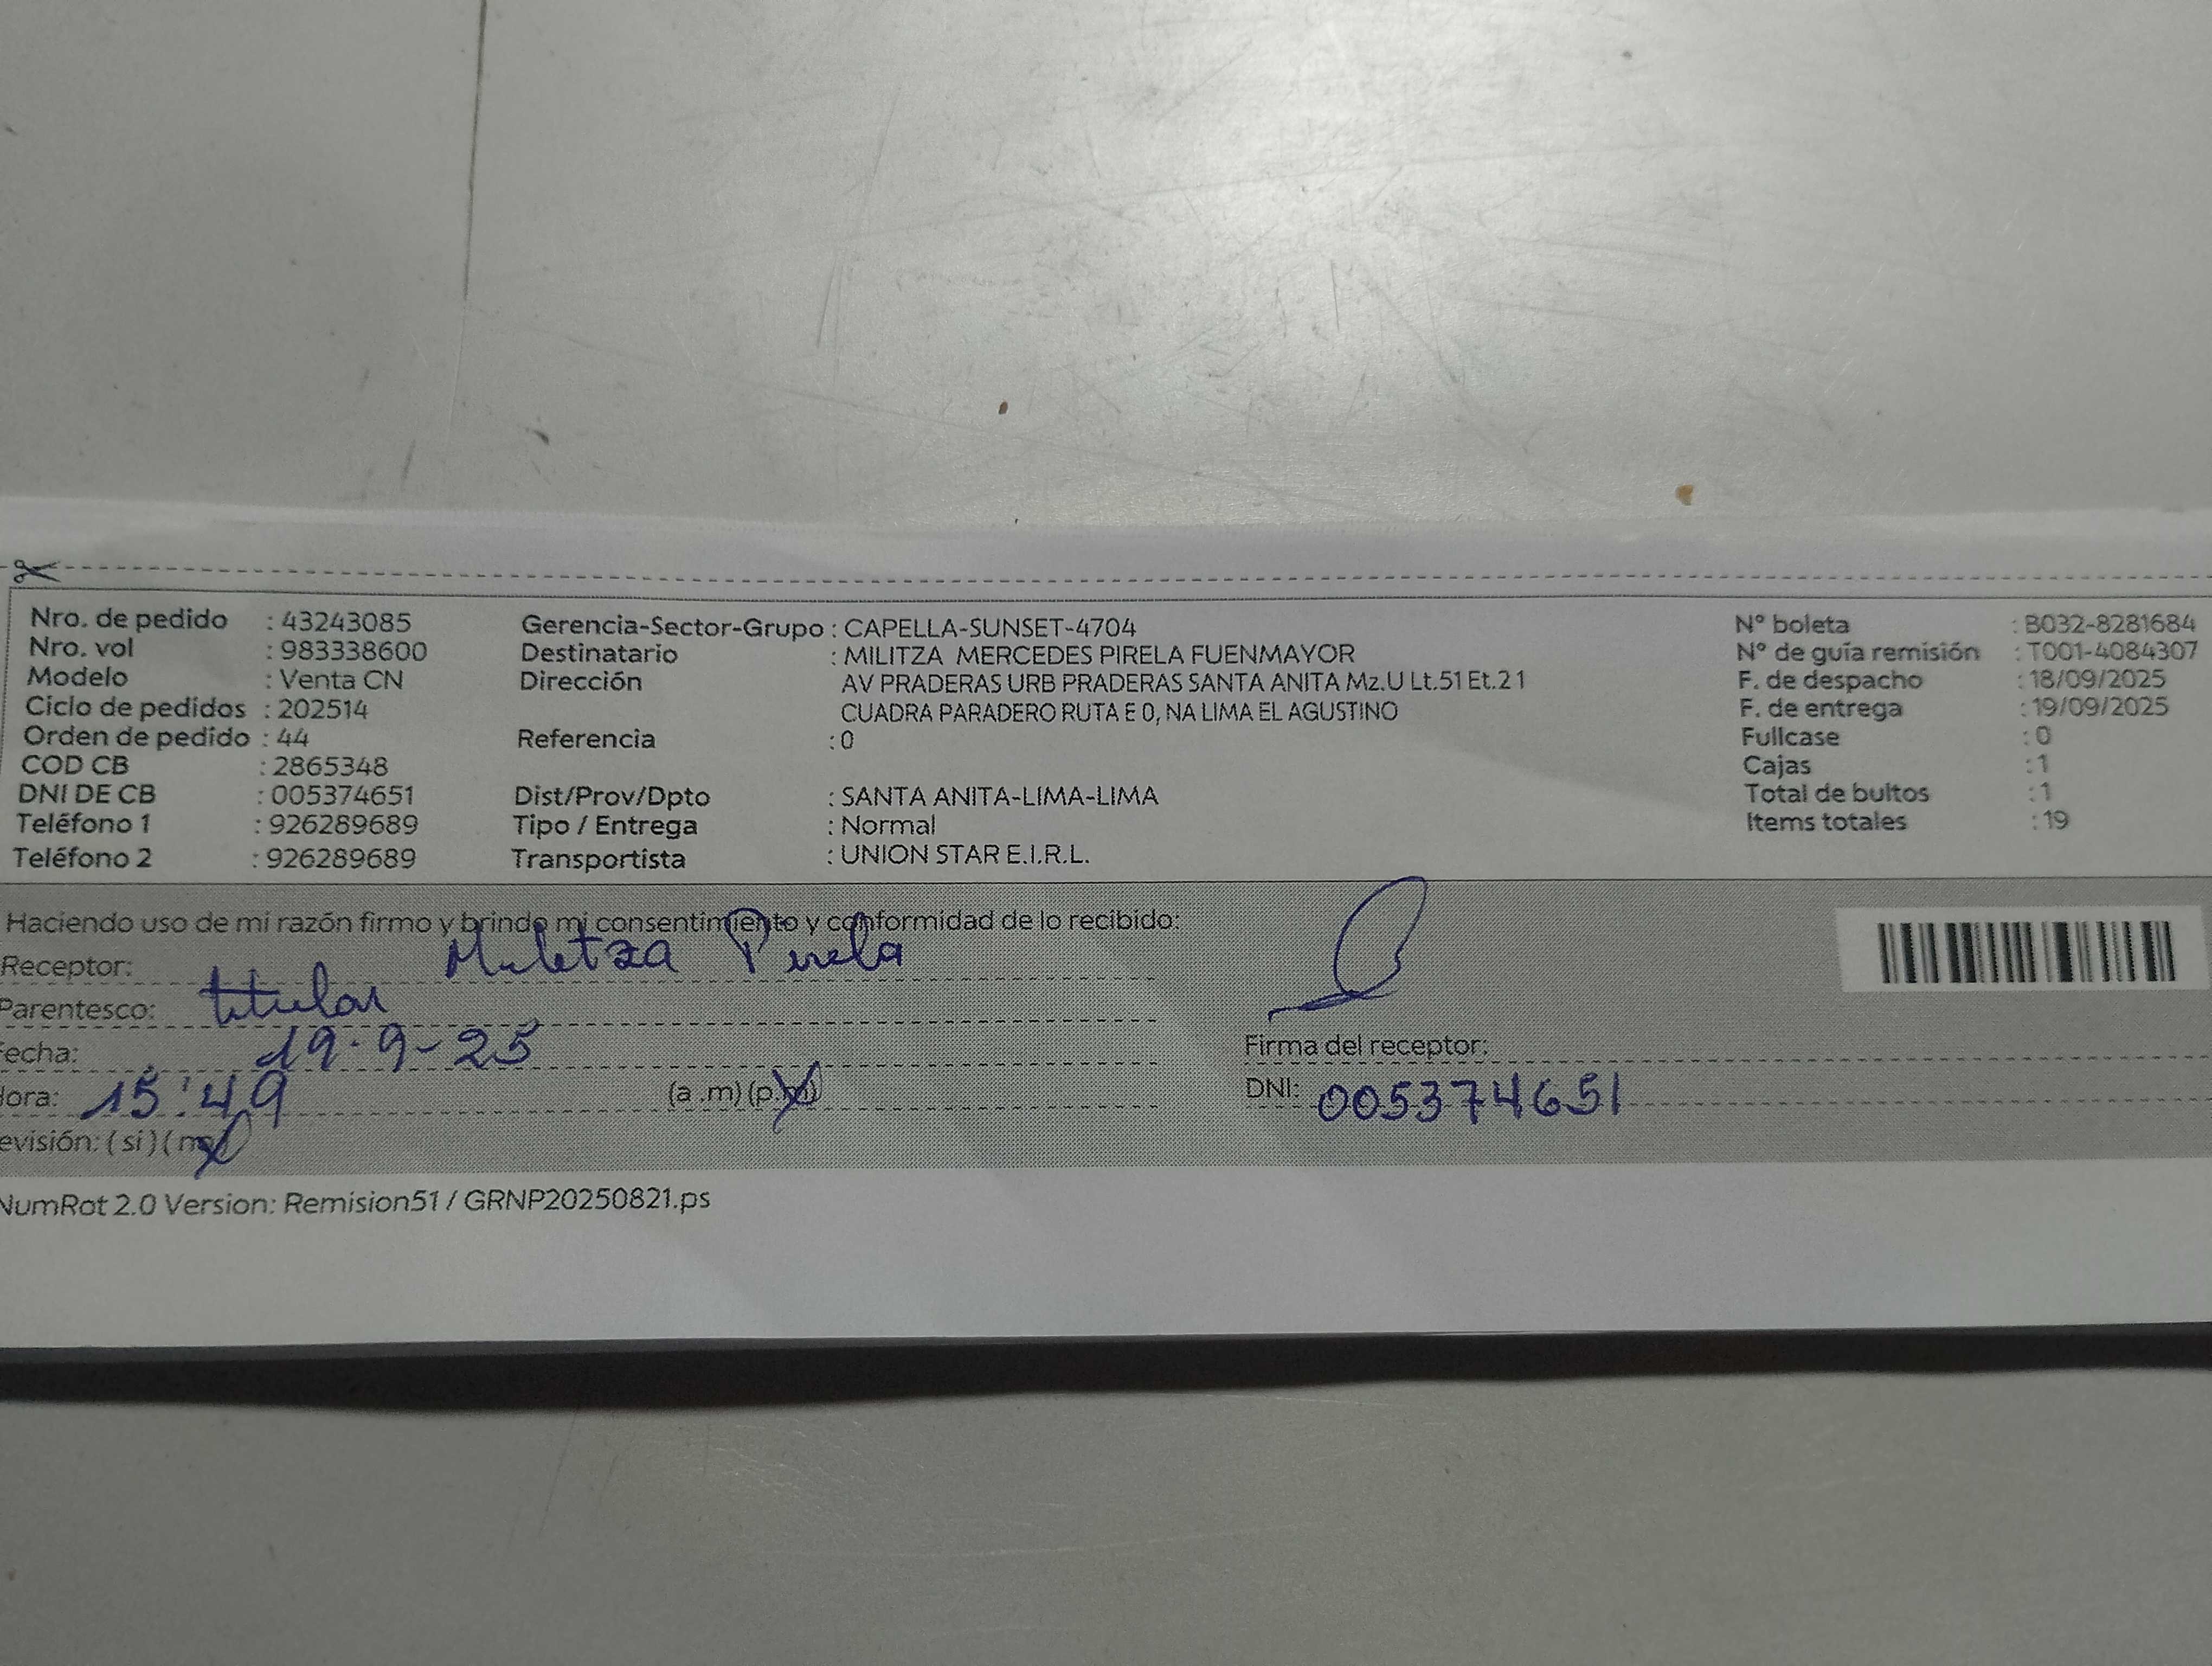 Nro. de pedido : 43243085
Nro. vol : 983338600
Modelo : Venta CN
Ciclo de pedidos : 202514
Orden de pedido : 44
COD CB : 2865348
DNI DE CB : 005374651
Teléfono 1 : 926289689
Teléfono 2 : 926289689
Gerencia-Sector-Grupo : CAPELLA-SUNSET-4704
Destinatario : MILITZA MERCEDES PIRELA FUENMAYOR
Dirección AV PRADERAS URB PRADERAS SANTA ANITA Mz.U Lt.51 Et.2 1
CUADRA PARADERO RUTA E 0, NA LIMA EL AGUSTINO
Referencia : 0
Dist/Prov/Dpto : SANTA ANITA-LIMA-LIMA
Tipo / Entrega : Normal
Transportista : UNION STAR E.I.R.L.
N° boleta : B032-8281684
N° de guía remisión : T001-4084307
F. de despacho : 18/09/2025
F. de entrega : 19/09/2025
Fullcase : 0
Cajas : 1
Total de bultos : 1
Items totales : 19
Haciendo uso de mi razón firmo y brindo mi consentimiento y conformidad de lo recibido:
Receptor: Militza Pirela
Parentesco: titular
Fecha: 19-9-25
Hora: 15:49 (a .m) (p.m)
evisión: ( si ) ( no )
Firma del receptor:
DNI: 005374651
NumRot 2.0 Version: Remision51 / GRNP20250821.ps